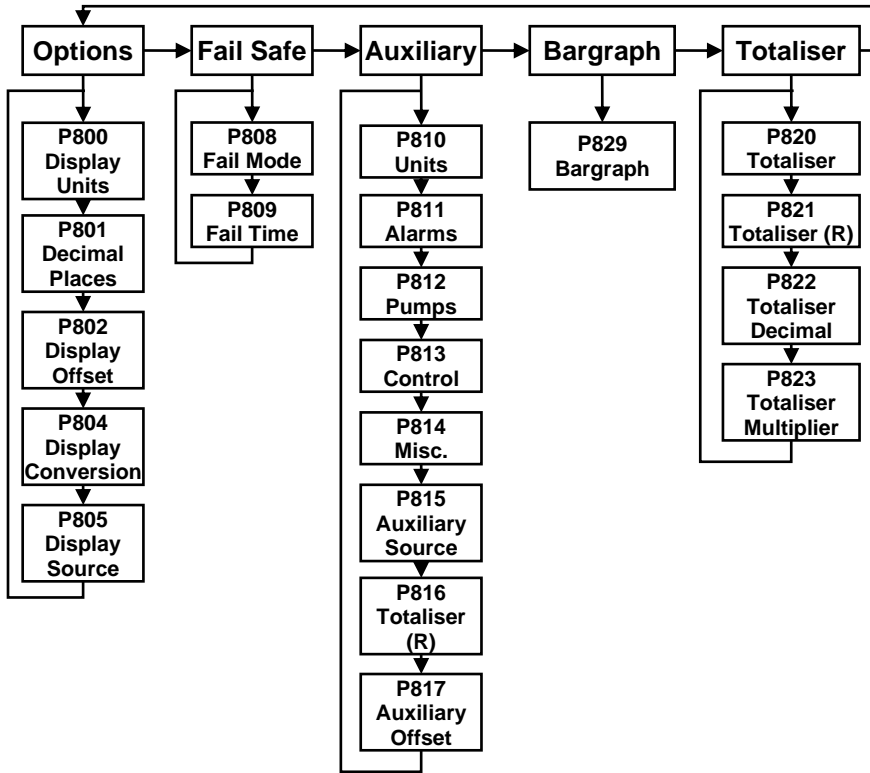 Options
Fail Safe
Auxiliary
Bargraph
Totaliser
P800
Display
Units
P801
Decimal
Places
P802
Display
Offset
P804
Display
Conversion
P805
Display
Source
P808
Fail Mode
P809
Fail Time
P810
Units
P811
Alarms
P812
Pumps
P813
Control
P814
Misc.
P815
Auxiliary
Source
P816
Totaliser
(R)
P817
Auxiliary
Offset
P829
Bargraph
P820
Totaliser
P821
Totaliser (R)
P822
Totaliser
Decimal
P823
Totaliser
Multiplier